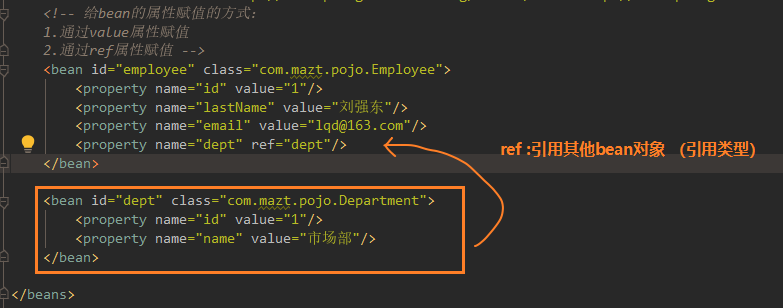 <!-- 给bean的属性赋值的方式:
1.通过value属性赋值
2.通过ref属性赋值 -->
<bean id="employee" class="com.mazt.pojo.Employee">
<property name="id" value="1"/>
<property name="lastName" value="刘强东"/>
<property name="email" value="lqd@163.com"/>
<property name="dept" ref="dept"/>
ref :引用其他bean对象 (引用类型)
</bean>
<bean id="dept" class="com.mazt.pojo.Department">
<property name="id" value="1"/>
<property name="name" value="市场部"/>
</bean>
</beans>